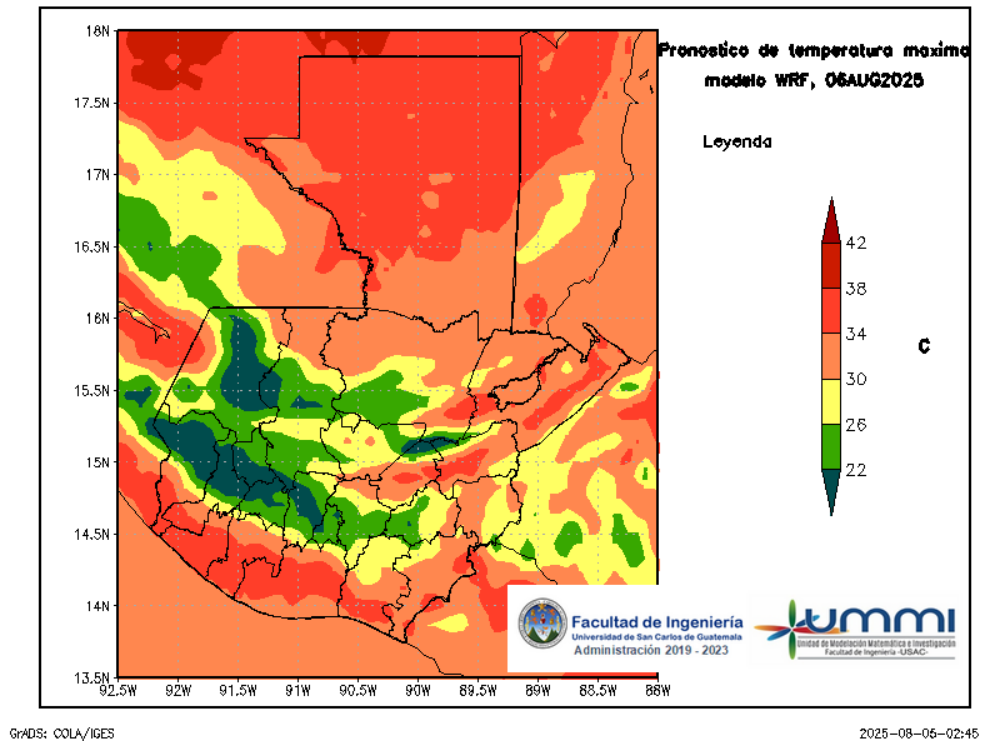 Pronostico de temperatura maxima
modelo WRF, 06AUG2025
Leyenda
42
38
34
30
26
22
C
18N
17.5N
17N
16.5N
16N
15.5N
15N
14.5N
14N
13.5N
92.5W 92W 91.5W 91W 90.5W 90W 89.5W 89W 88.5W 88W
Facultad de Ingeniería
Universidad de San Carlos de Guatemala
Administración 2019 - 2023
ummi
Unidad de Modelación Matemática e Investigación
Facultad de Ingeniería -USAC-
GrADS: COLA/IGES
2025-08-05-02:45